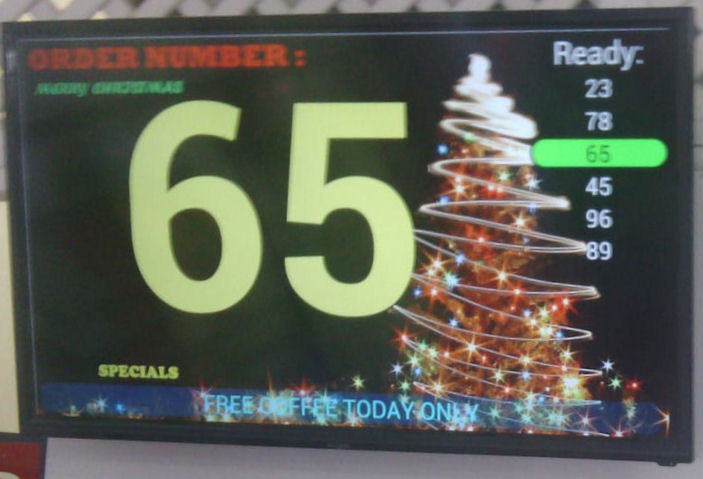 ORDER NUMBER :
MERRY CHRISTMAS
65
Ready:
23
78
65
45
96
89
SPECIALS
FREE COFFEE TODAY ONLY